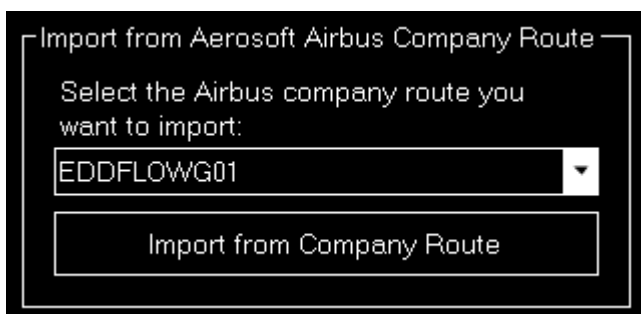 Import from Aerosoft Airbus Company Route
Select the Airbus company route you
want to import:
EDDFLOWG01
Import from Company Route